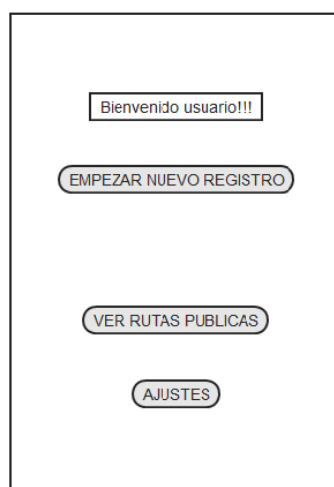 Bienvenido usuario!!!
EMPEZAR NUEVO REGISTRO
VER RUTAS PUBLICAS
AJUSTES